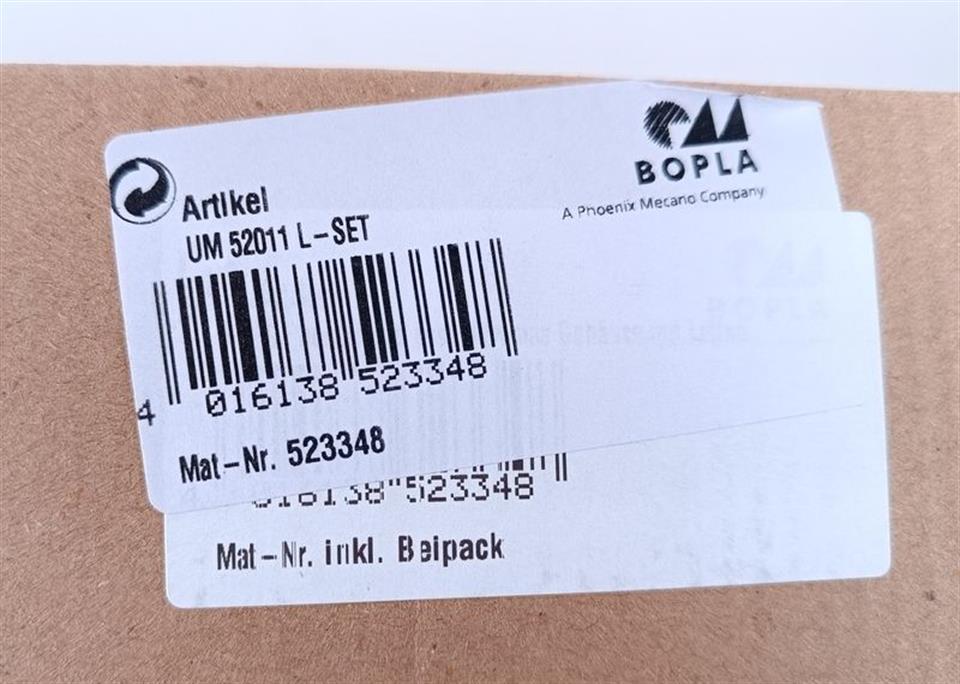 BOPLA
A Phoenix Mecano Company
Artikel
UM 52011 L-SET
4 016138 523348
Mat-Nr. 523348
016138 523348
Mat-Nr. inkl. Beipack